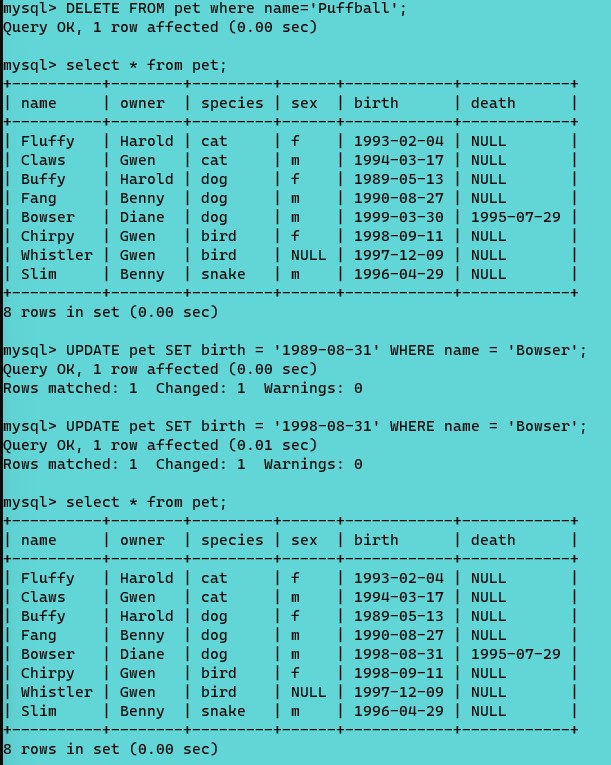 mysql> DELETE FROM pet where name='Puffball';
Query OK, 1 row affected (0.00 sec)
mysql> select * from pet;
+----------+--------+---------+------+------------+------------+
| name     | owner  | species | sex  | birth      | death      |
+----------+--------+---------+------+------------+------------+
| Fluffy   | Harold | cat     | f    | 1993-02-04 | NULL       |
| Claws    | Gwen   | cat     | m    | 1994-03-17 | NULL       |
| Buffy    | Harold | dog     | f    | 1989-05-13 | NULL       |
| Fang     | Benny  | dog     | m    | 1990-08-27 | NULL       |
| Bowser   | Diane  | dog     | m    | 1999-03-30 | 1995-07-29 |
| Chirpy   | Gwen   | bird    | f    | 1998-09-11 | NULL       |
| Whistler | Gwen   | bird    | NULL | 1997-12-09 | NULL       |
| Slim     | Benny  | snake   | m    | 1996-04-29 | NULL       |
+----------+--------+---------+------+------------+------------+
8 rows in set (0.00 sec)
mysql> UPDATE pet SET birth = '1989-08-31' WHERE name = 'Bowser';
Query OK, 1 row affected (0.00 sec)
Rows matched: 1  Changed: 1  Warnings: 0
mysql> UPDATE pet SET birth = '1998-08-31' WHERE name = 'Bowser';
Query OK, 1 row affected (0.01 sec)
Rows matched: 1  Changed: 1  Warnings: 0
mysql> select * from pet;
+----------+--------+---------+------+------------+------------+
| name     | owner  | species | sex  | birth      | death      |
+----------+--------+---------+------+------------+------------+
| Fluffy   | Harold | cat     | f    | 1993-02-04 | NULL       |
| Claws    | Gwen   | cat     | m    | 1994-03-17 | NULL       |
| Buffy    | Harold | dog     | f    | 1989-05-13 | NULL       |
| Fang     | Benny  | dog     | m    | 1990-08-27 | NULL       |
| Bowser   | Diane  | dog     | m    | 1998-08-31 | 1995-07-29 |
| Chirpy   | Gwen   | bird    | f    | 1998-09-11 | NULL       |
| Whistler | Gwen   | bird    | NULL | 1997-12-09 | NULL       |
| Slim     | Benny  | snake   | m    | 1996-04-29 | NULL       |
+----------+--------+---------+------+------------+------------+
8 rows in set (0.00 sec)